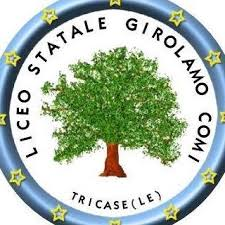 LICEO STATALE GIROLAMO COMI
TRICASE(LE)